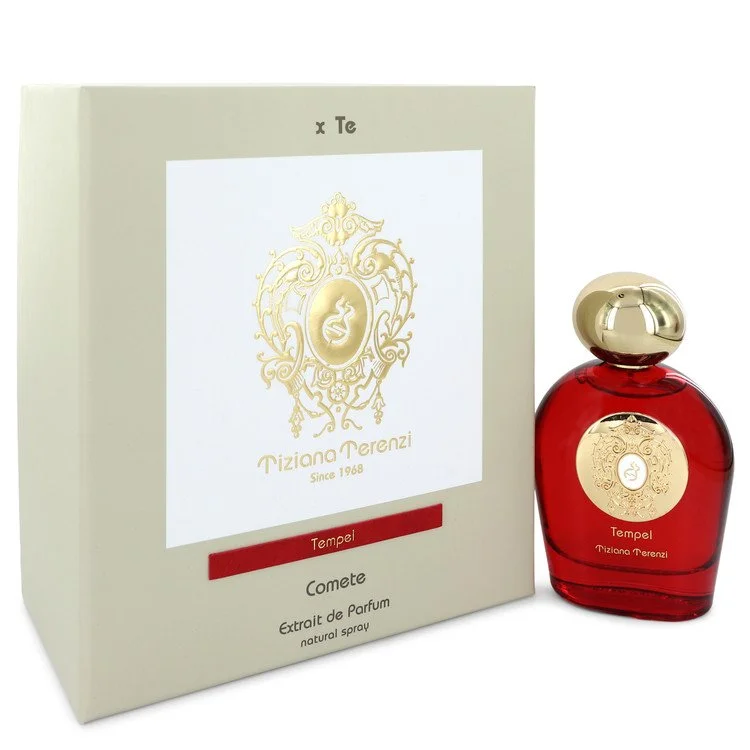 x Te
Tiziana Terenzi
Since 1968
Tempel
Comete
Extrait de Parfum
natural spray
Tempel
Tiziana Terenzi